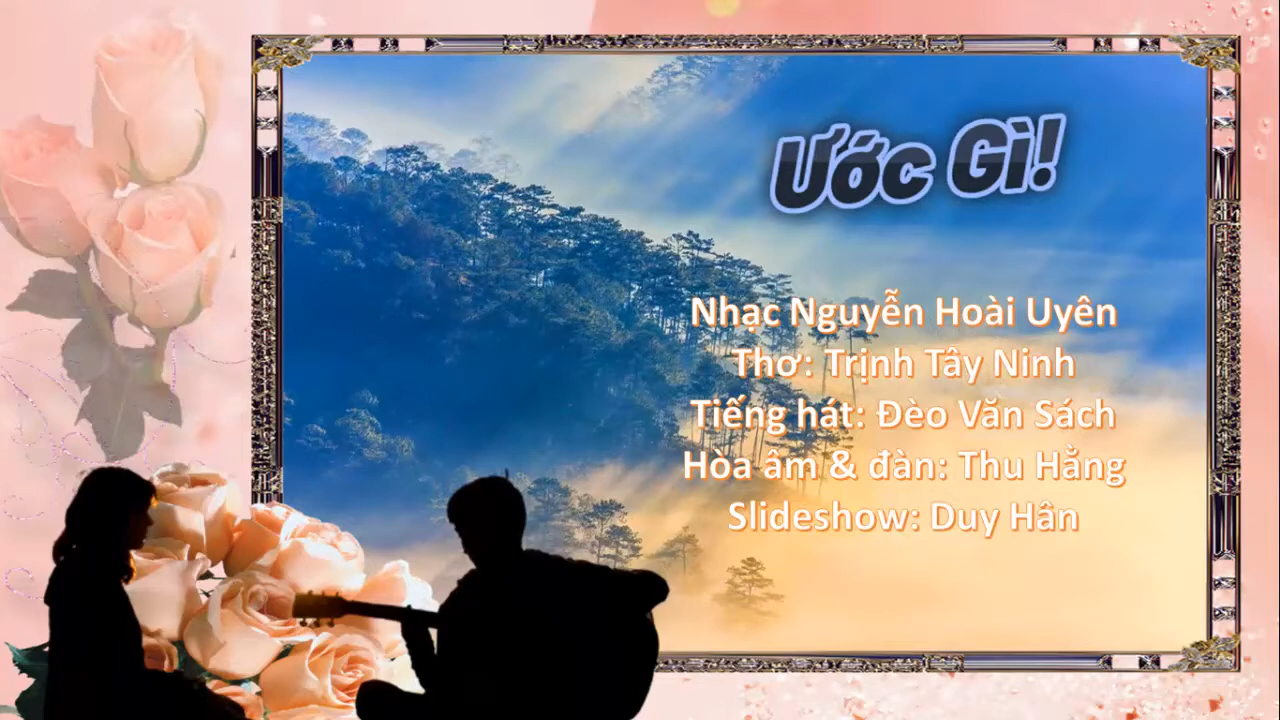 Ước Gì!
Nhạc Nguyễn Hoài Uyên
Thơ: Trịnh Tây Ninh
Tiếng hát: Đèo Văn Sách
Hòa âm & đàn: Thu Hằng
Slideshow: Duy Hân